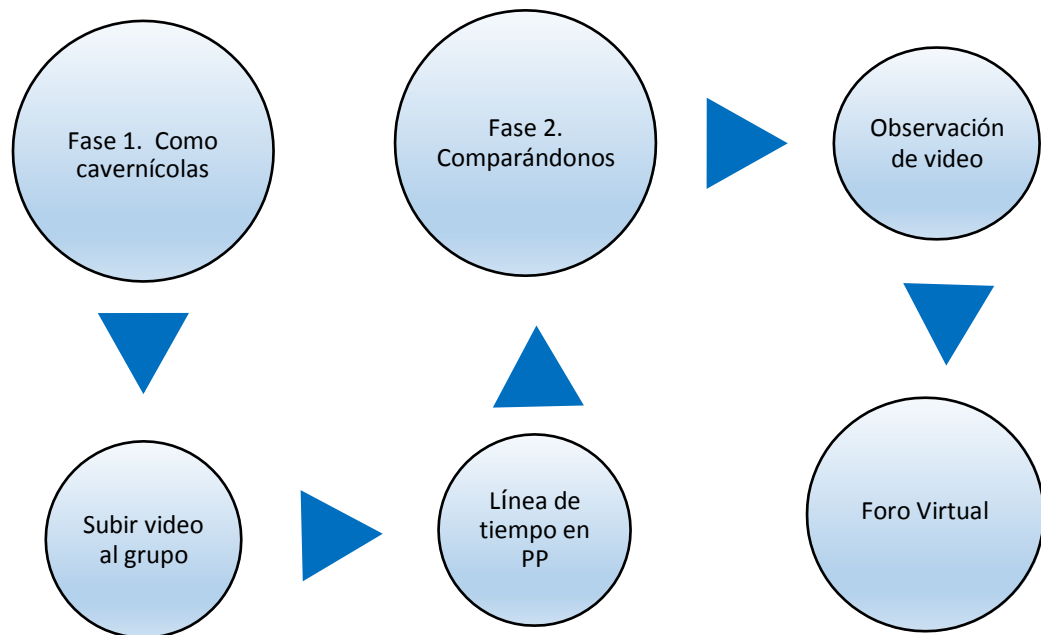 Fase 1.  Como
cavernícolas
Subir video
al grupo
Línea de
tiempo en
PP
Fase 2.
Comparándonos
Observación
de video
Foro Virtual